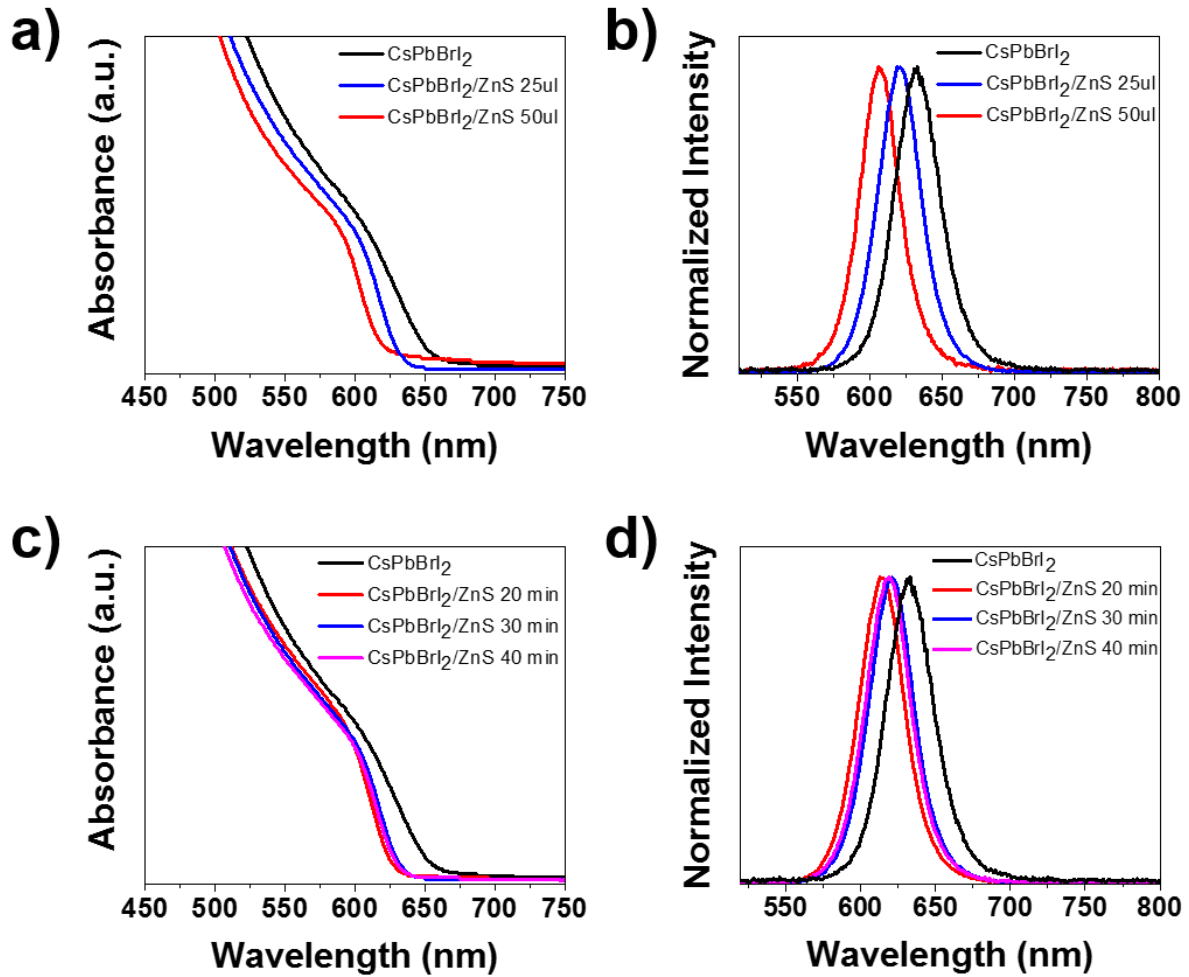 a)
Absorbance (a.u.)
CsPbBrI₂
CsPbBrI₂/ZnS 25ul
CsPbBrI₂/ZnS 50ul
450 500 550 600 650 700 750
Wavelength (nm)
b)
Normalized Intensity
CsPbBrI₂
CsPbBrI₂/ZnS 25ul
CsPbBrI₂/ZnS 50ul
550 600 650 700 750 800
Wavelength (nm)
c)
Absorbance (a.u.)
CsPbBrI₂
CsPbBrI₂/ZnS 20 min
CsPbBrI₂/ZnS 30 min
CsPbBrI₂/ZnS 40 min
450 500 550 600 650 700 750
Wavelength (nm)
d)
Normalized Intensity
CsPbBrI₂
CsPbBrI₂/ZnS 20 min
CsPbBrI₂/ZnS 30 min
CsPbBrI₂/ZnS 40 min
550 600 650 700 750 800
Wavelength (nm)